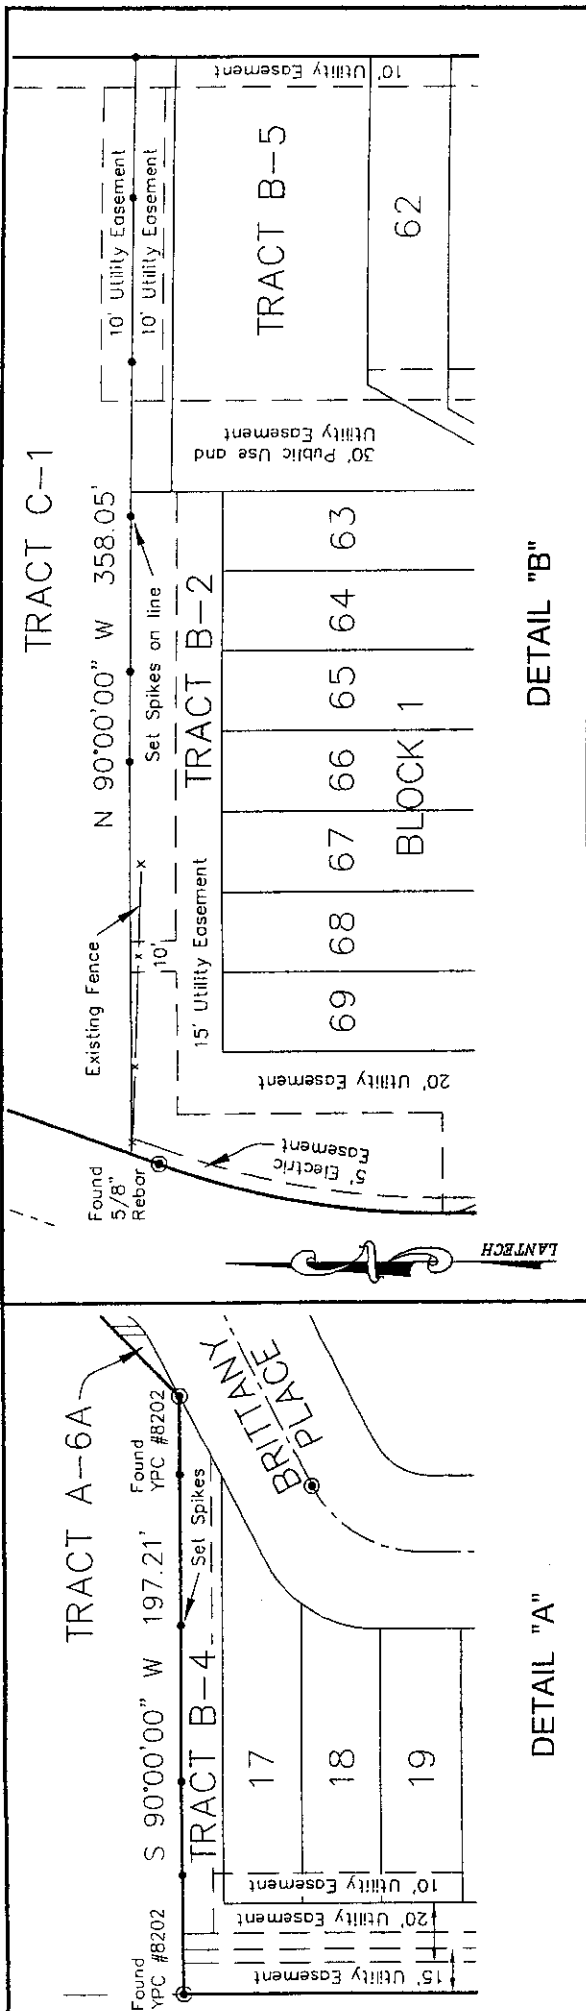 TRACT C-1
N 90°00'00" W 358.05'
Existing Fence
Set Spikes on line
10'
10' Utility Easement
10' Utility Easement
10' Utility Easement
Found
5/8"
Rebar
15' Utility Easement
TRACT B-2
TRACT B-5
30' Public Use and
Utility Easement
5' Electric
Easement
20' Utility Easement
69
68
67
66
65
64
63
62
BLOCK 1
LANTECH
DETAIL "B"
TRACT A-6A
S 90°00'00" W 197.21'
Found
YPC #8202
Found
YPC #8202
Set Spikes
TRACT B-4
BRITTANY
PLACE
17
18
19
10' Utility Easement
20' Utility Easement
15' Utility Easement
DETAIL "A"